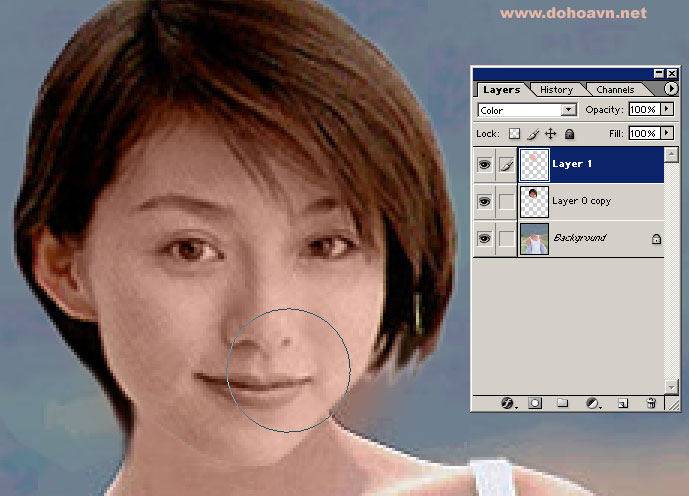 www.dohoavn.net
Layers History Channels
Color Opacity: 100%
Lock: Fill: 100%
Layer 1
Layer 0 copy
Background